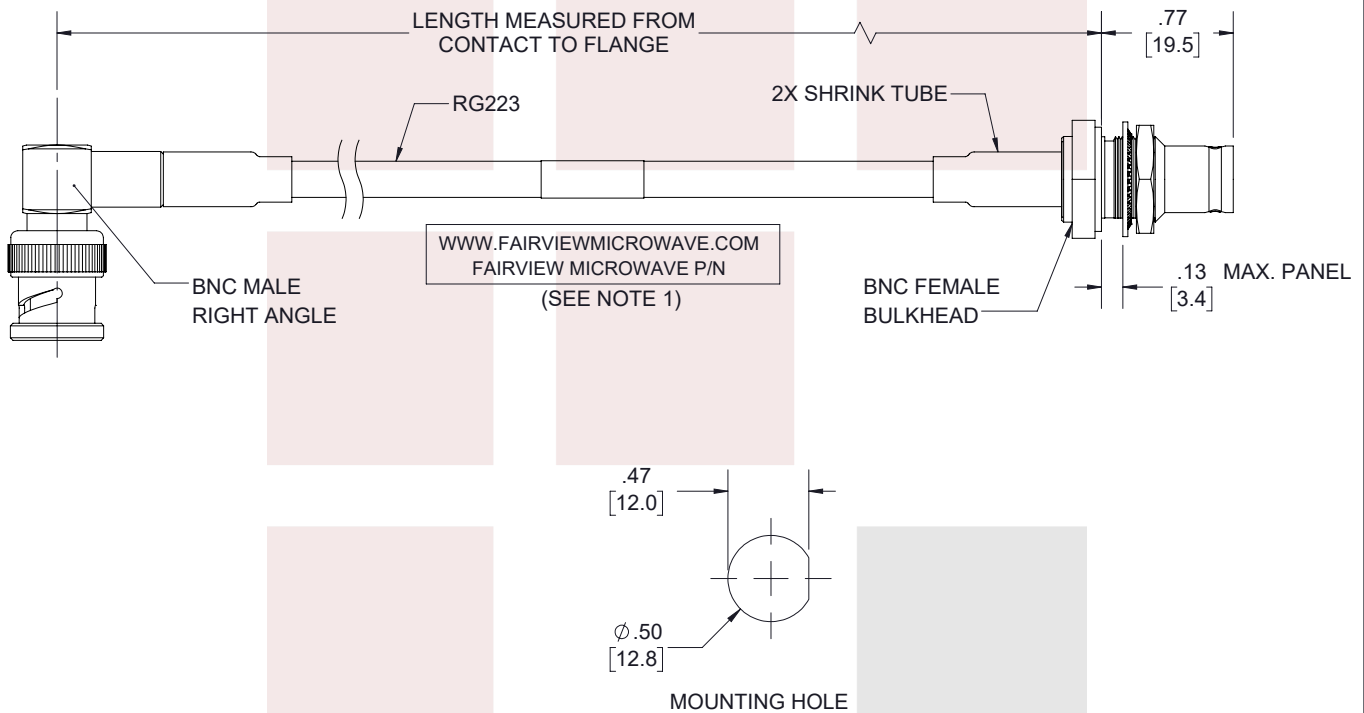 LENGTH MEASURED FROM
CONTACT TO FLANGE
.77
[19.5]
RG223
2X SHRINK TUBE
WWW.FAIRVIEWMICROWAVE.COM
FAIRVIEW MICROWAVE P/N
(SEE NOTE 1)
BNC MALE
RIGHT ANGLE
BNC FEMALE
BULKHEAD
.13 MAX. PANEL
[3.4]
.47
[12.0]
∅.50
[12.8]
MOUNTING HOLE